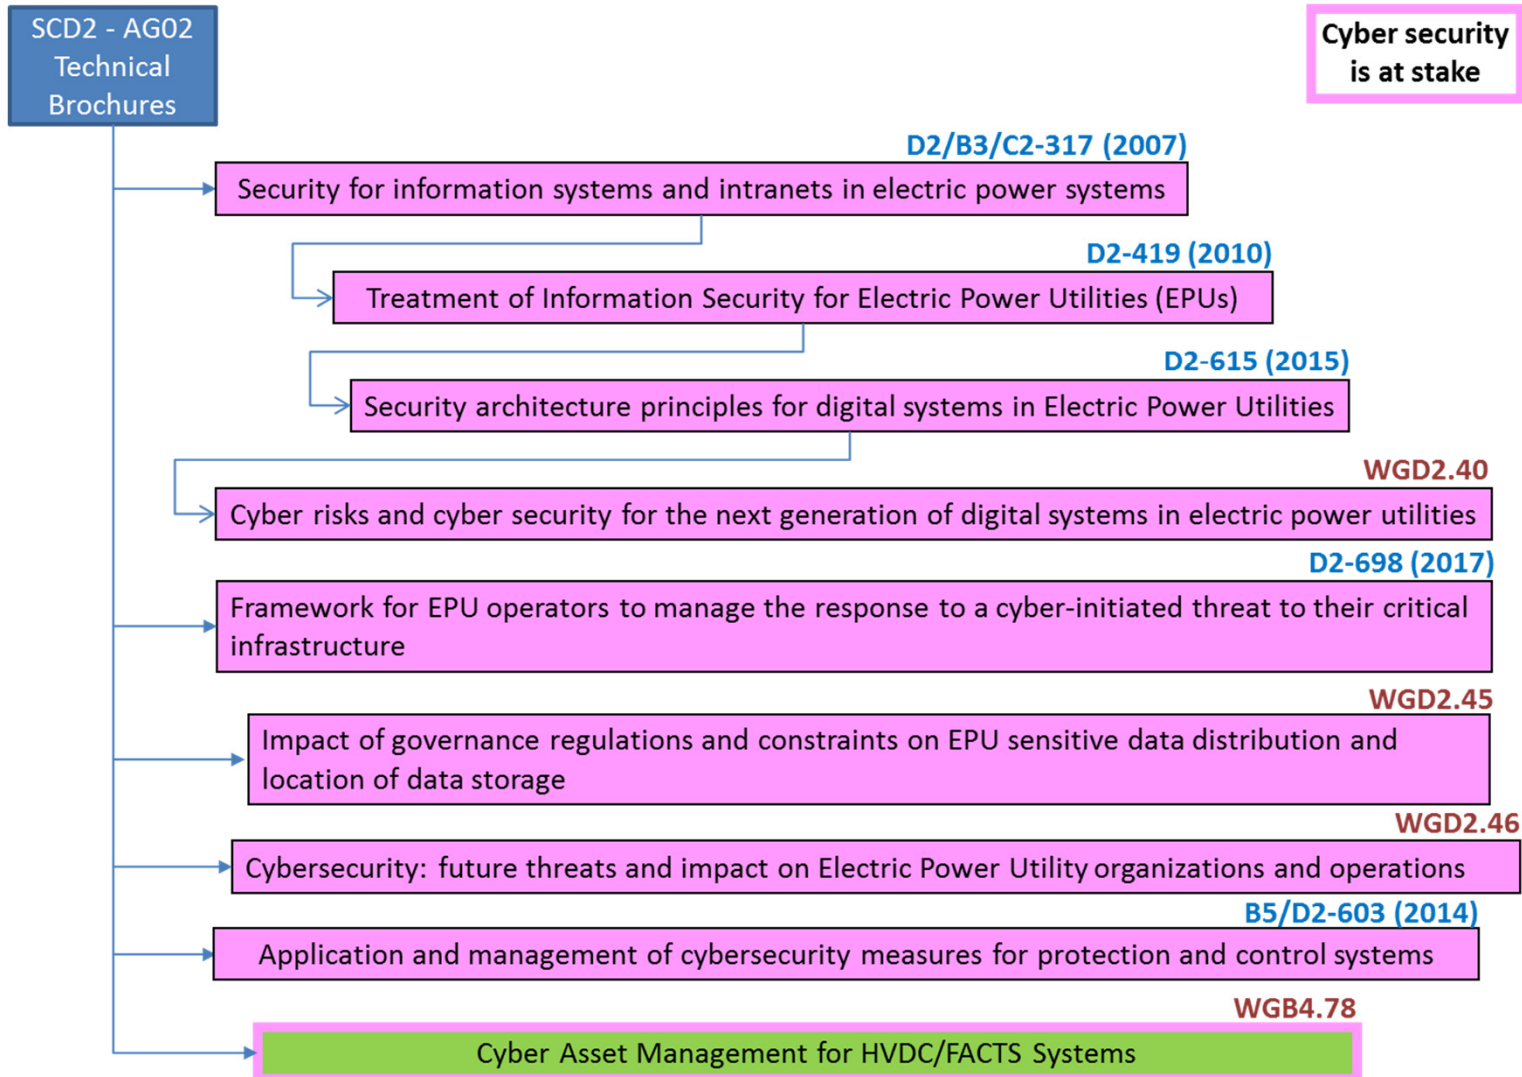 SCD2 - AG02
Technical
Brochures
Cyber security
is at stake
D2/B3/C2-317 (2007)
Security for information systems and intranets in electric power systems
D2-419 (2010)
Treatment of Information Security for Electric Power Utilities (EPUs)
D2-615 (2015)
Security architecture principles for digital systems in Electric Power Utilities
WGD2.40
Cyber risks and cyber security for the next generation of digital systems in electric power utilities
D2-698 (2017)
Framework for EPU operators to manage the response to a cyber-initiated threat to their critical
infrastructure
WGD2.45
Impact of governance regulations and constraints on EPU sensitive data distribution and
location of data storage
WGD2.46
Cybersecurity: future threats and impact on Electric Power Utility organizations and operations
B5/D2-603 (2014)
Application and management of cybersecurity measures for protection and control systems
WGB4.78
Cyber Asset Management for HVDC/FACTS Systems